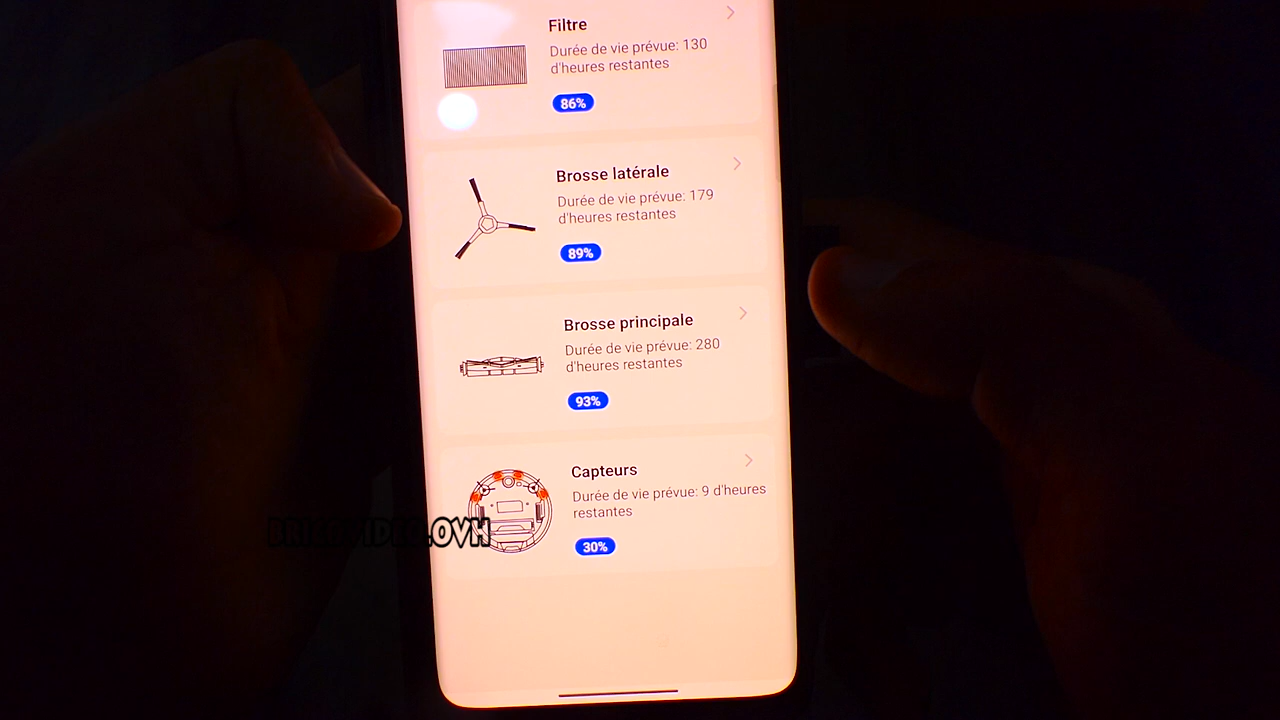 Filtre
Durée de vie prévue: 130
d'heures restantes
86%
Brosse latérale
Durée de vie prévue: 179
d'heures restantes
89%
Brosse principale
Durée de vie prévue: 280
d'heures restantes
93%
Capteurs
Durée de vie prévue: 9 d'heures
restantes
30%